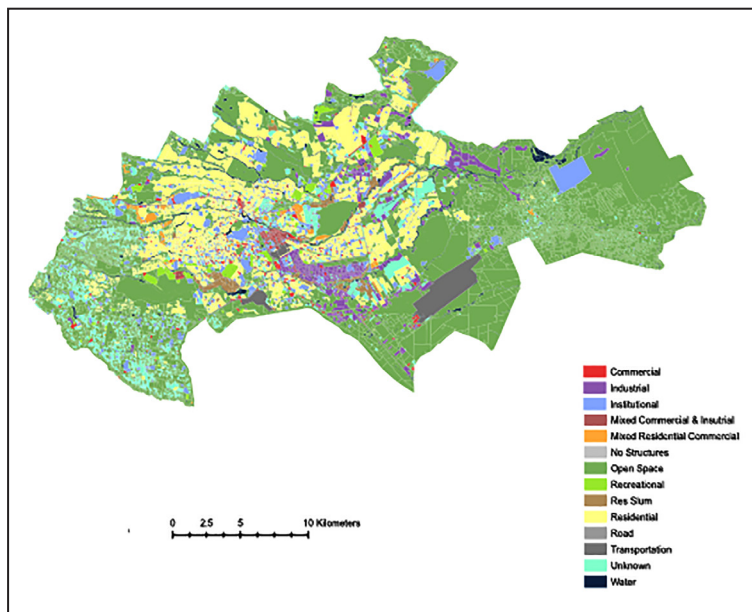 Commercial
Industrial
Institutional
Mixed Commercial & Insutrial
Mixed Residential Commercial
No Structures
Open Space
Recreational
Res Slum
Residential
Road
Transportation
Unknown
Water
0 2.5 5 10 Kilometers